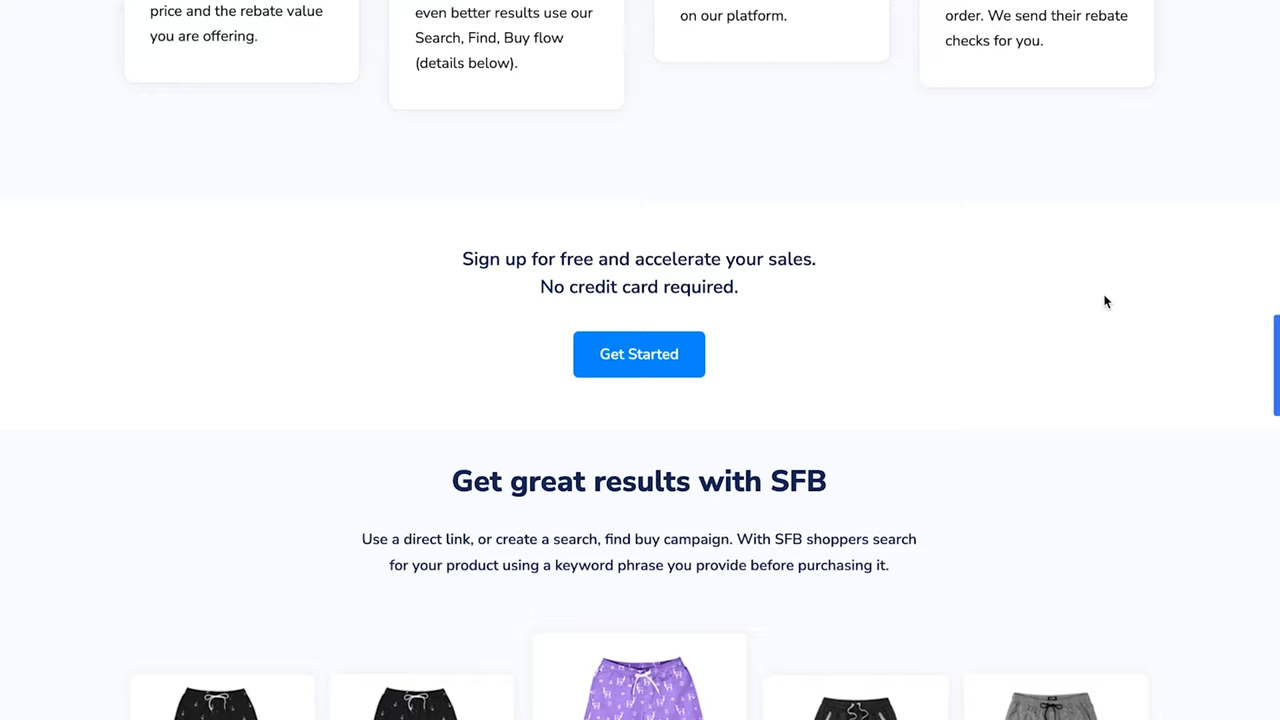 price and the rebate value
you are offering.
even better results use our
Search, Find, Buy flow
(details below).
on our platform.
order. We send their rebate
checks for you.
Sign up for free and accelerate your sales.
No credit card required.
Get Started
Get great results with SFB
Use a direct link, or create a search, find buy campaign. With SFB shoppers search
for your product using a keyword phrase you provide before purchasing it.